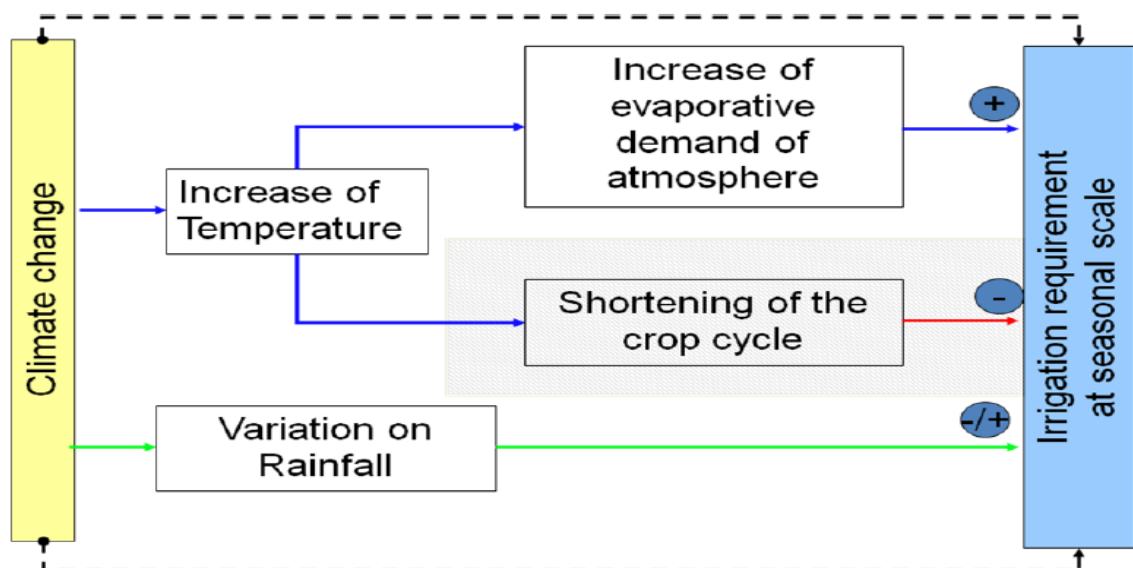 Climate change
Increase of
Temperature
Increase of
evaporative
demand of
atmosphere
+
Shortening of the
crop cycle
-
Variation on
Rainfall
-/+
Irrigation requirement
at seasonal scale